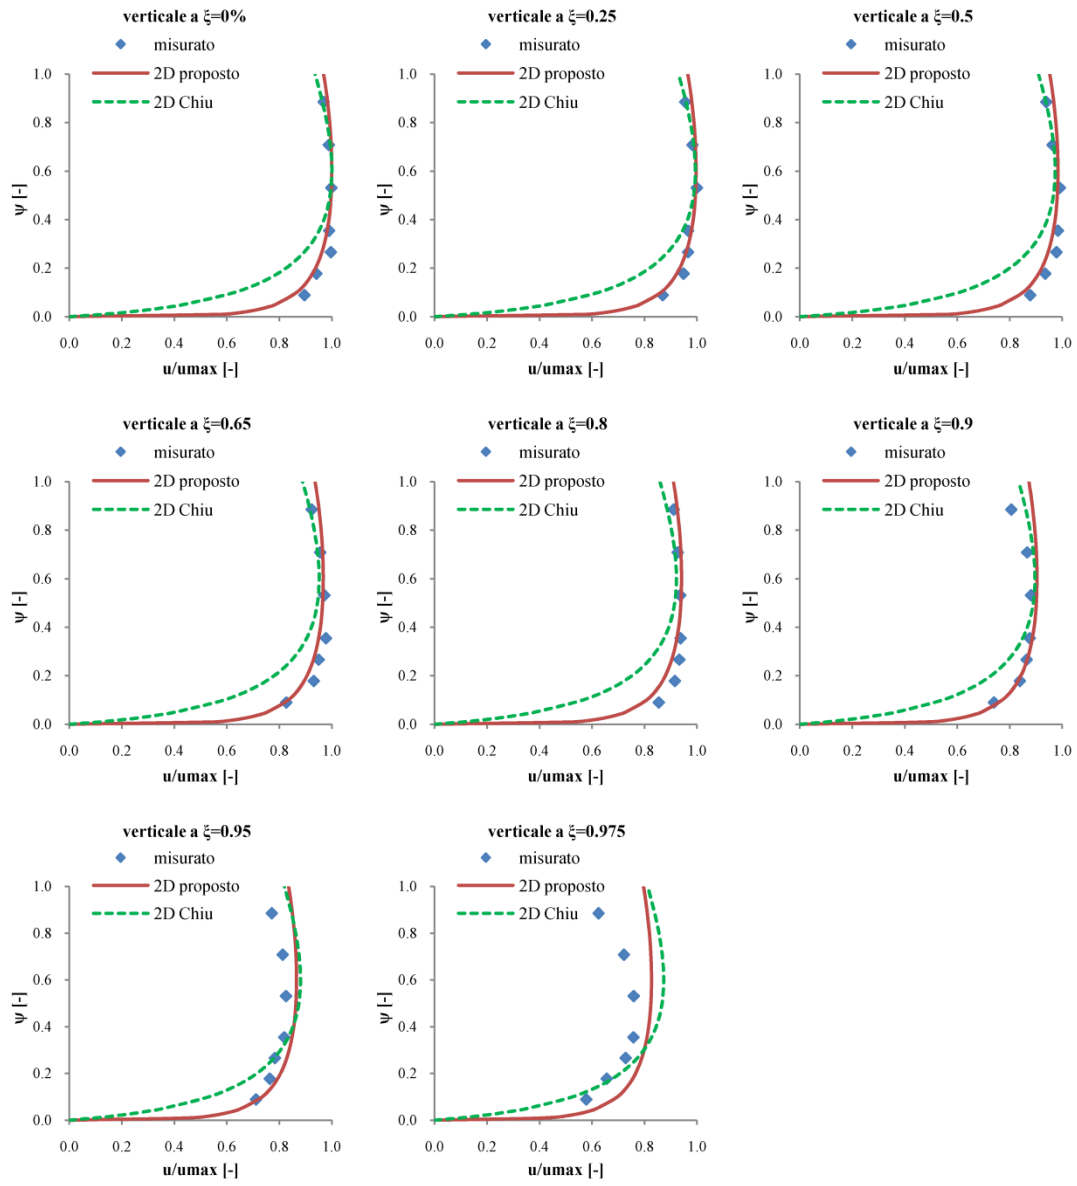 verticale a ξ=0%
misurato
2D proposto
2D Chiu
1.0
0.8
0.6
0.4
0.2
0.0
ψ [-]
0.0 0.2 0.4 0.6 0.8 1.0
u/umax [-]
verticale a ξ=0.25
misurato
2D proposto
2D Chiu
1.0
0.8
0.6
0.4
0.2
0.0
ψ [-]
0.0 0.2 0.4 0.6 0.8 1.0
u/umax [-]
verticale a ξ=0.5
misurato
2D proposto
2D Chiu
1.0
0.8
0.6
0.4
0.2
0.0
ψ [-]
0.0 0.2 0.4 0.6 0.8 1.0
u/umax [-]
verticale a ξ=0.65
misurato
2D proposto
2D Chiu
1.0
0.8
0.6
0.4
0.2
0.0
ψ [-]
0.0 0.2 0.4 0.6 0.8 1.0
u/umax [-]
verticale a ξ=0.8
misurato
2D proposto
2D Chiu
1.0
0.8
0.6
0.4
0.2
0.0
ψ [-]
0.0 0.2 0.4 0.6 0.8 1.0
u/umax [-]
verticale a ξ=0.9
misurato
2D proposto
2D Chiu
1.0
0.8
0.6
0.4
0.2
0.0
ψ [-]
0.0 0.2 0.4 0.6 0.8 1.0
u/umax [-]
verticale a ξ=0.95
misurato
2D proposto
2D Chiu
1.0
0.8
0.6
0.4
0.2
0.0
ψ [-]
0.0 0.2 0.4 0.6 0.8 1.0
u/umax [-]
verticale a ξ=0.975
misurato
2D proposto
2D Chiu
1.0
0.8
0.6
0.4
0.2
0.0
ψ [-]
0.0 0.2 0.4 0.6 0.8 1.0
u/umax [-]